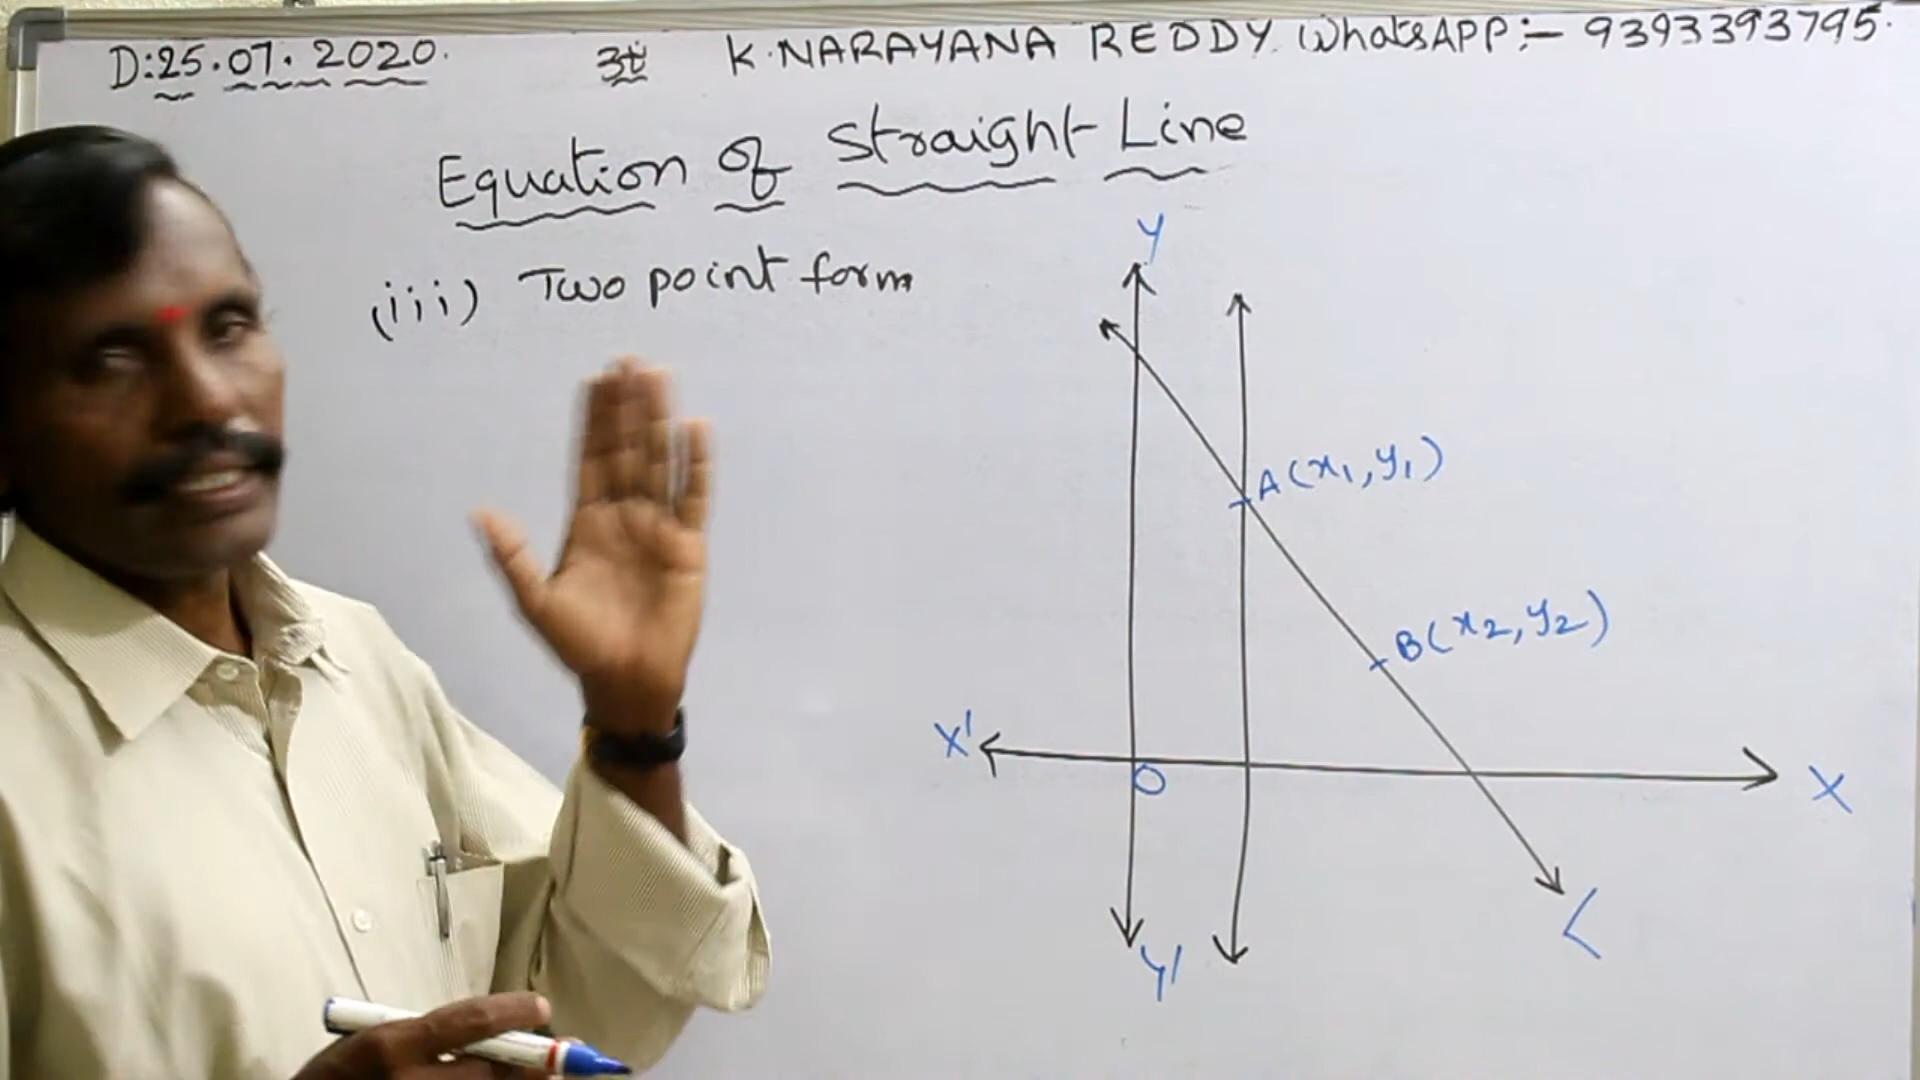 D:25.07.2020. K.NARAYANA REDDY. WhatsAPP:- 9393393795.
Equation of Straight Line
(iii) Two point form
Y
A(x₁,y₁)
B(x₂,y₂)
X'
O
X
Y'